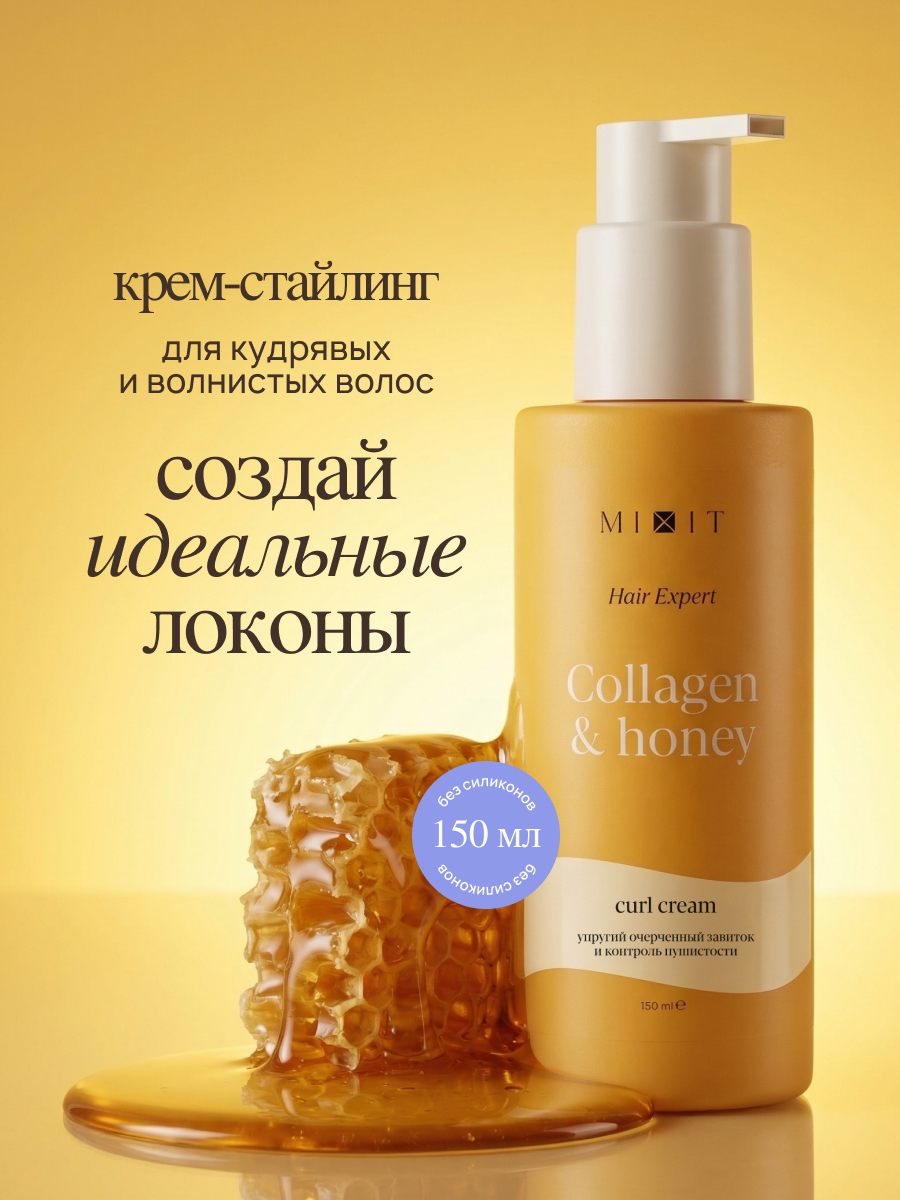 крем-стайлинг
для кудрявых
и волнистых волос
создай
идеальные
локоны
MIXIT
Hair Expert
Collagen
& honey
без силиконов
150 мл
без силиконов
curl cream
упругий очерченный завиток
и контроль пушистости
150 ml ℮